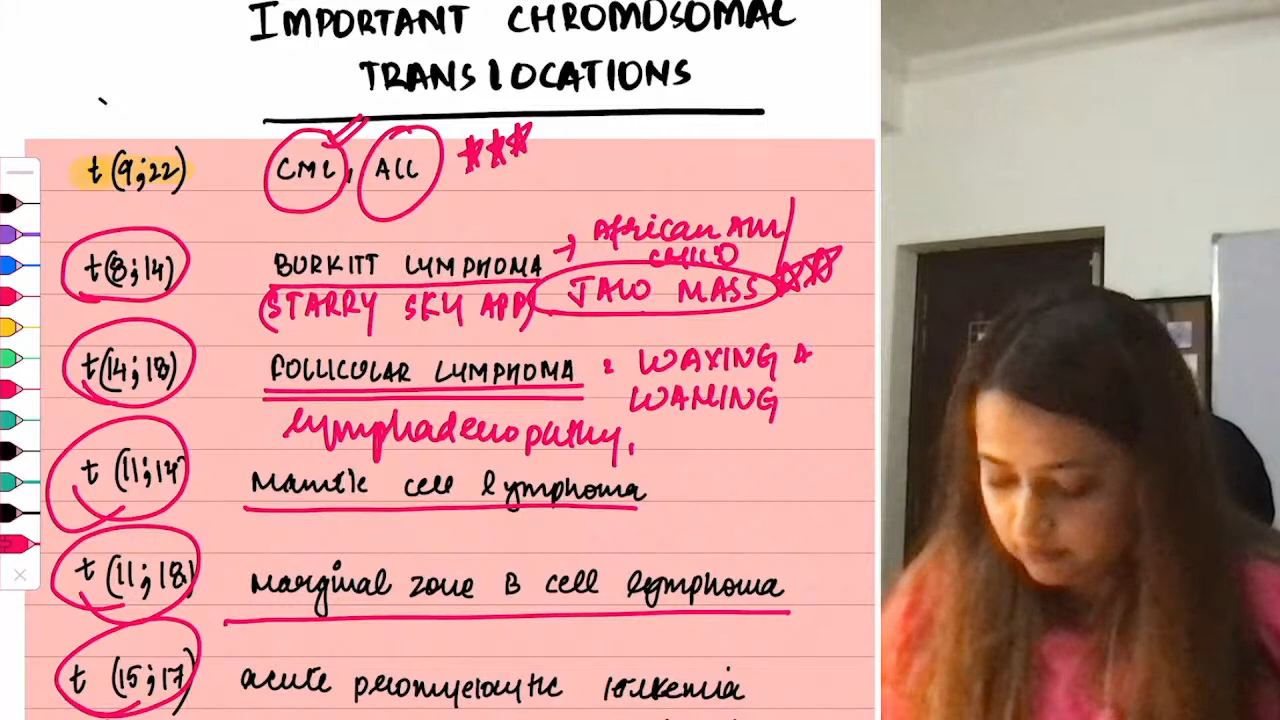 IMPORTANT CHROMOSOMAL
TRANSLOCATIONS
t (9;22) CML, ALL
t(8;14) BURKITT LYMPHOMA → African Am/
CHILD
(STARRY SKY APP) JAW MASS
t(14;18) FOLLICULAR LYMPHOMA : WAXING &
WANING
lymphadenopathy.
t (11;14) Mantle cell lymphoma
t (11;18) Marginal zone B cell lymphoma
t (15;17) acute